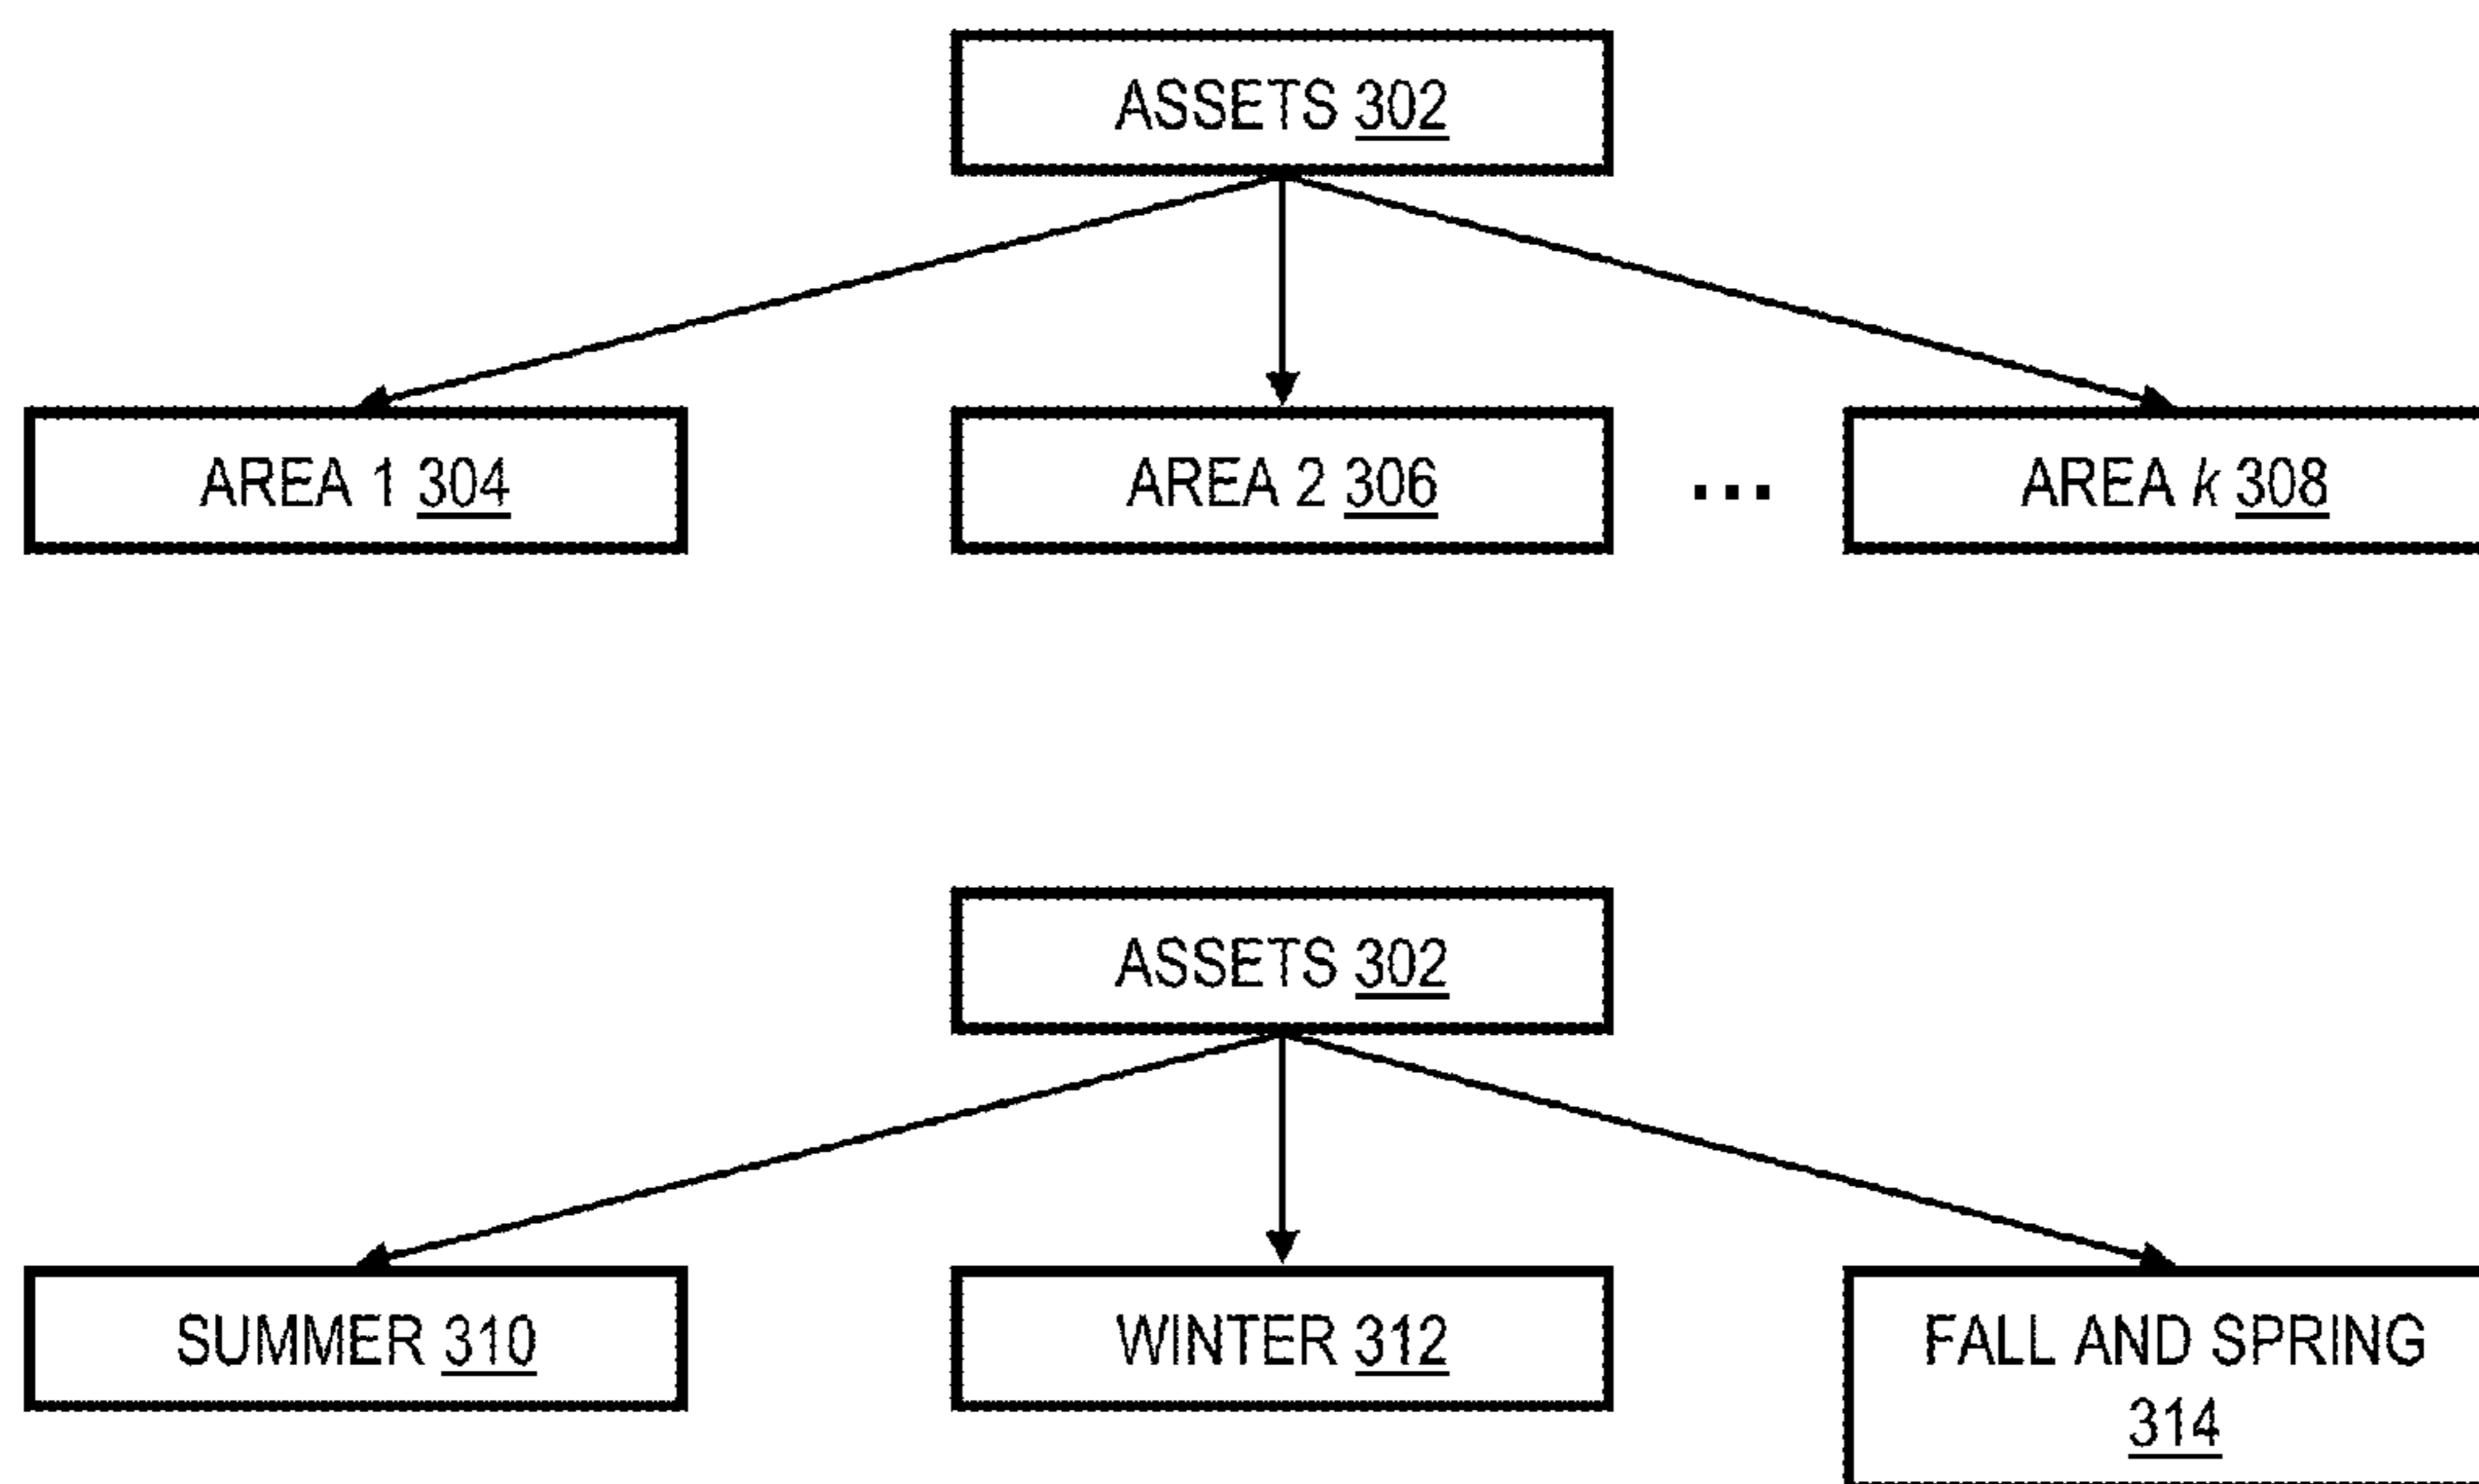 ASSETS 302
AREA 1 304
AREA 2 306
...
AREA k 308
ASSETS 302
SUMMER 310
WINTER 312
FALL AND SPRING
314